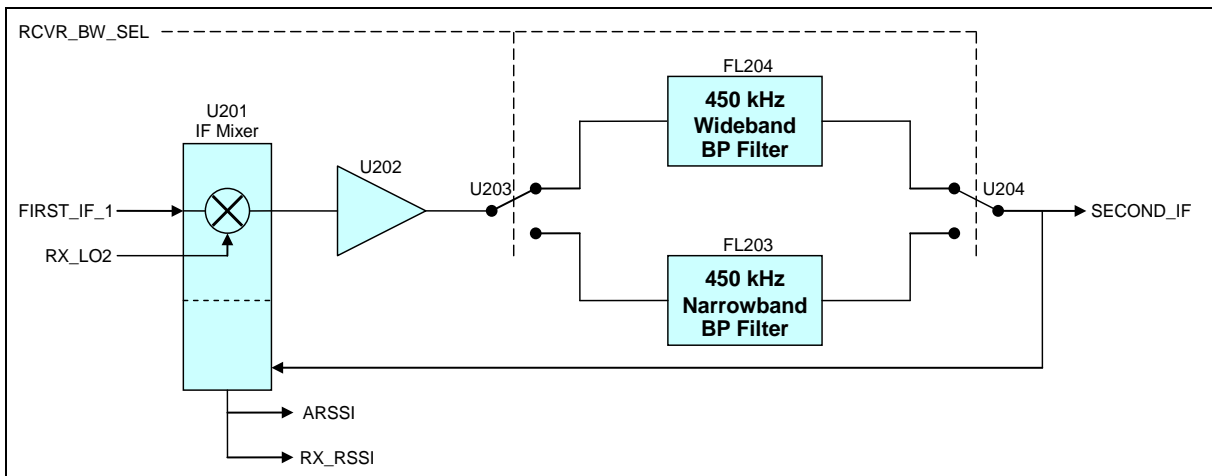 RCVR_BW_SEL
FL204
450 kHz
Wideband
BP Filter
U201
IF Mixer
U202
U203
U204
FIRST_IF_1
SECOND_IF
RX_LO2
FL203
450 kHz
Narrowband
BP Filter
ARSSI
RX_RSSI